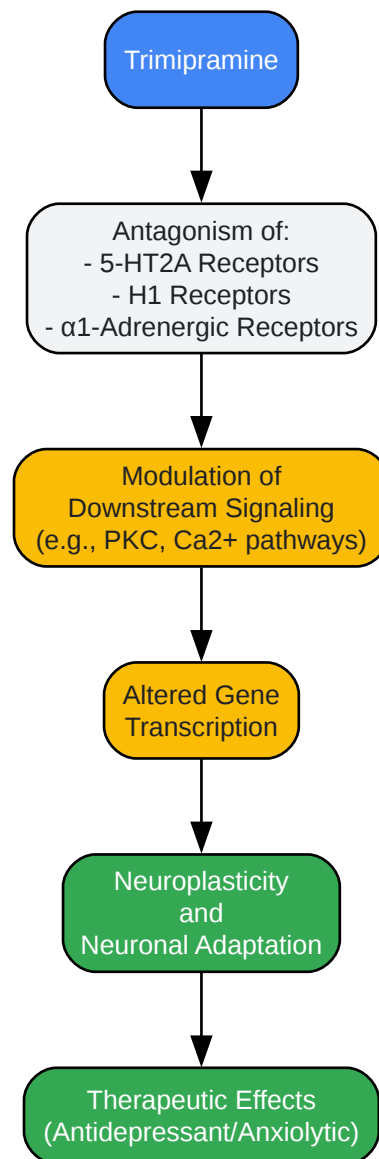 Trimipramine
Antagonism of:
- 5-HT2A Receptors
- H1 Receptors
- α1-Adrenergic Receptors
Modulation of
Downstream Signaling
(e.g., PKC, Ca2+ pathways)
Altered Gene
Transcription
Neuroplasticity
and
Neuronal Adaptation
Therapeutic Effects
(Antidepressant/Anxiolytic)